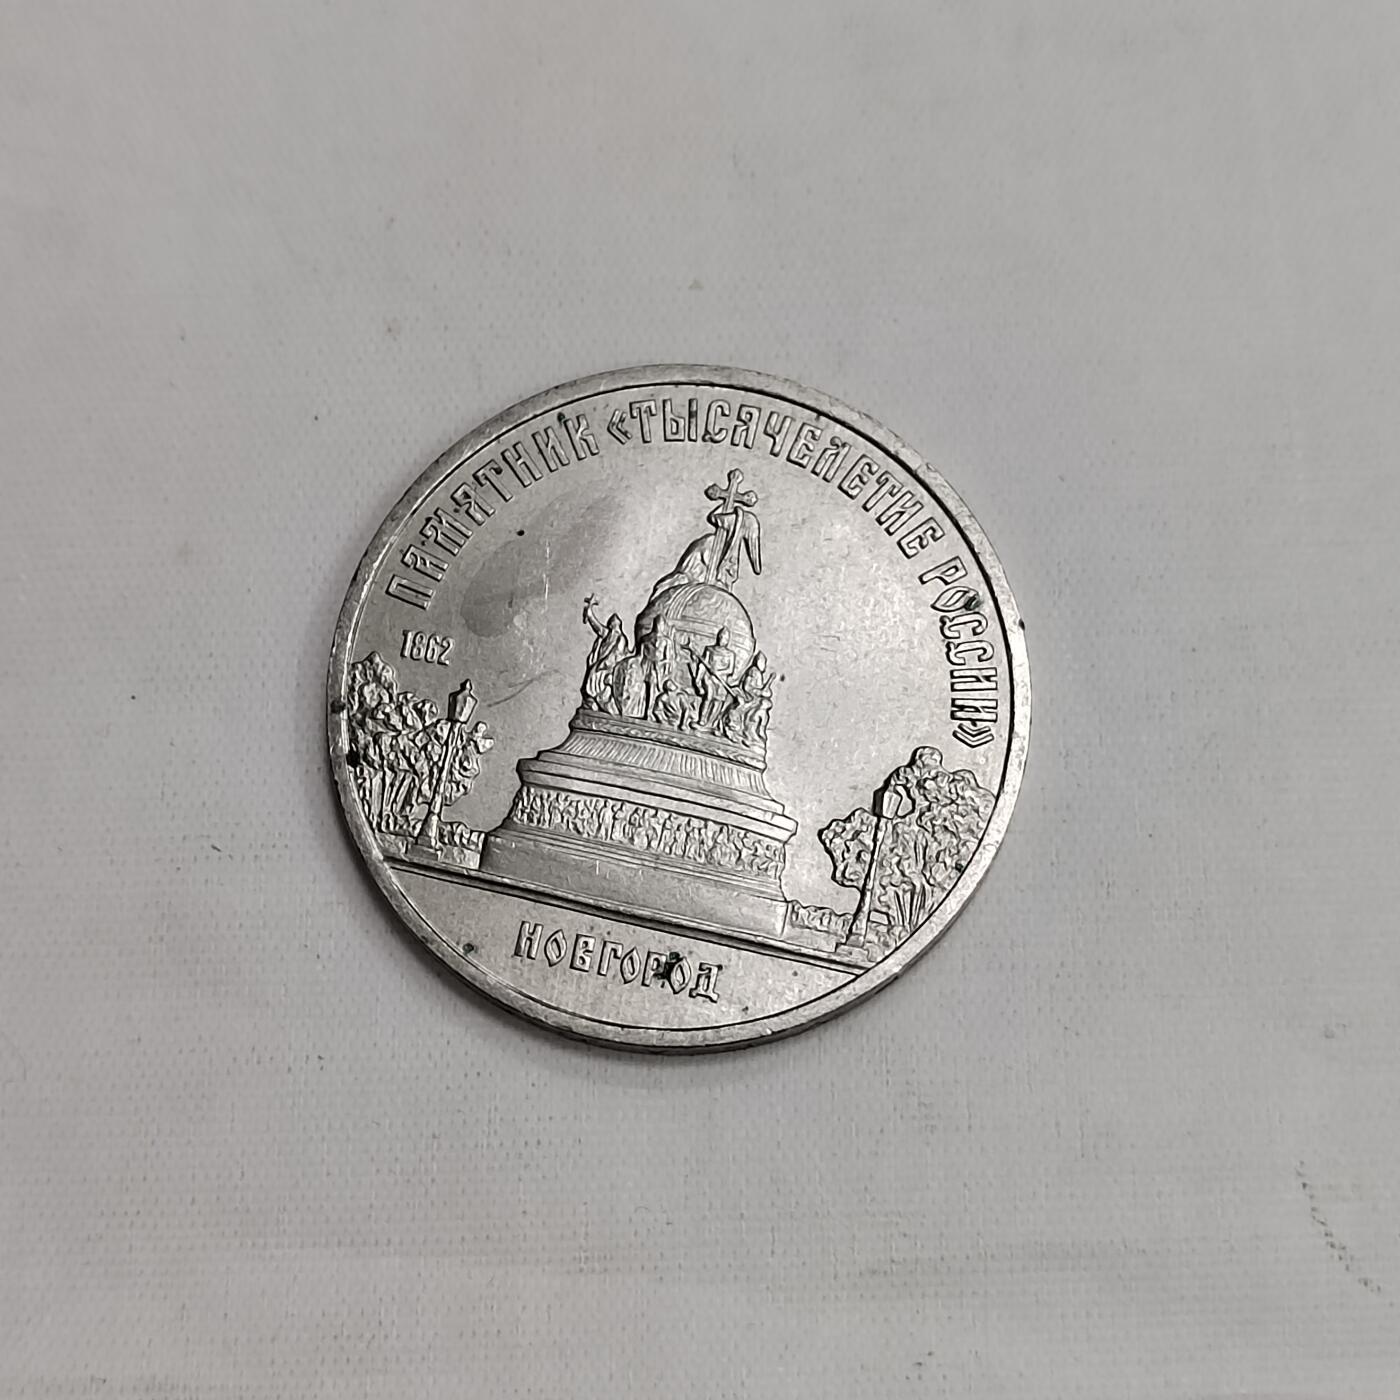 ПАМЯТНИК «ТЫСЯЧЕЛЕТИЕ РОССИИ»
1862
НОВГОРОД